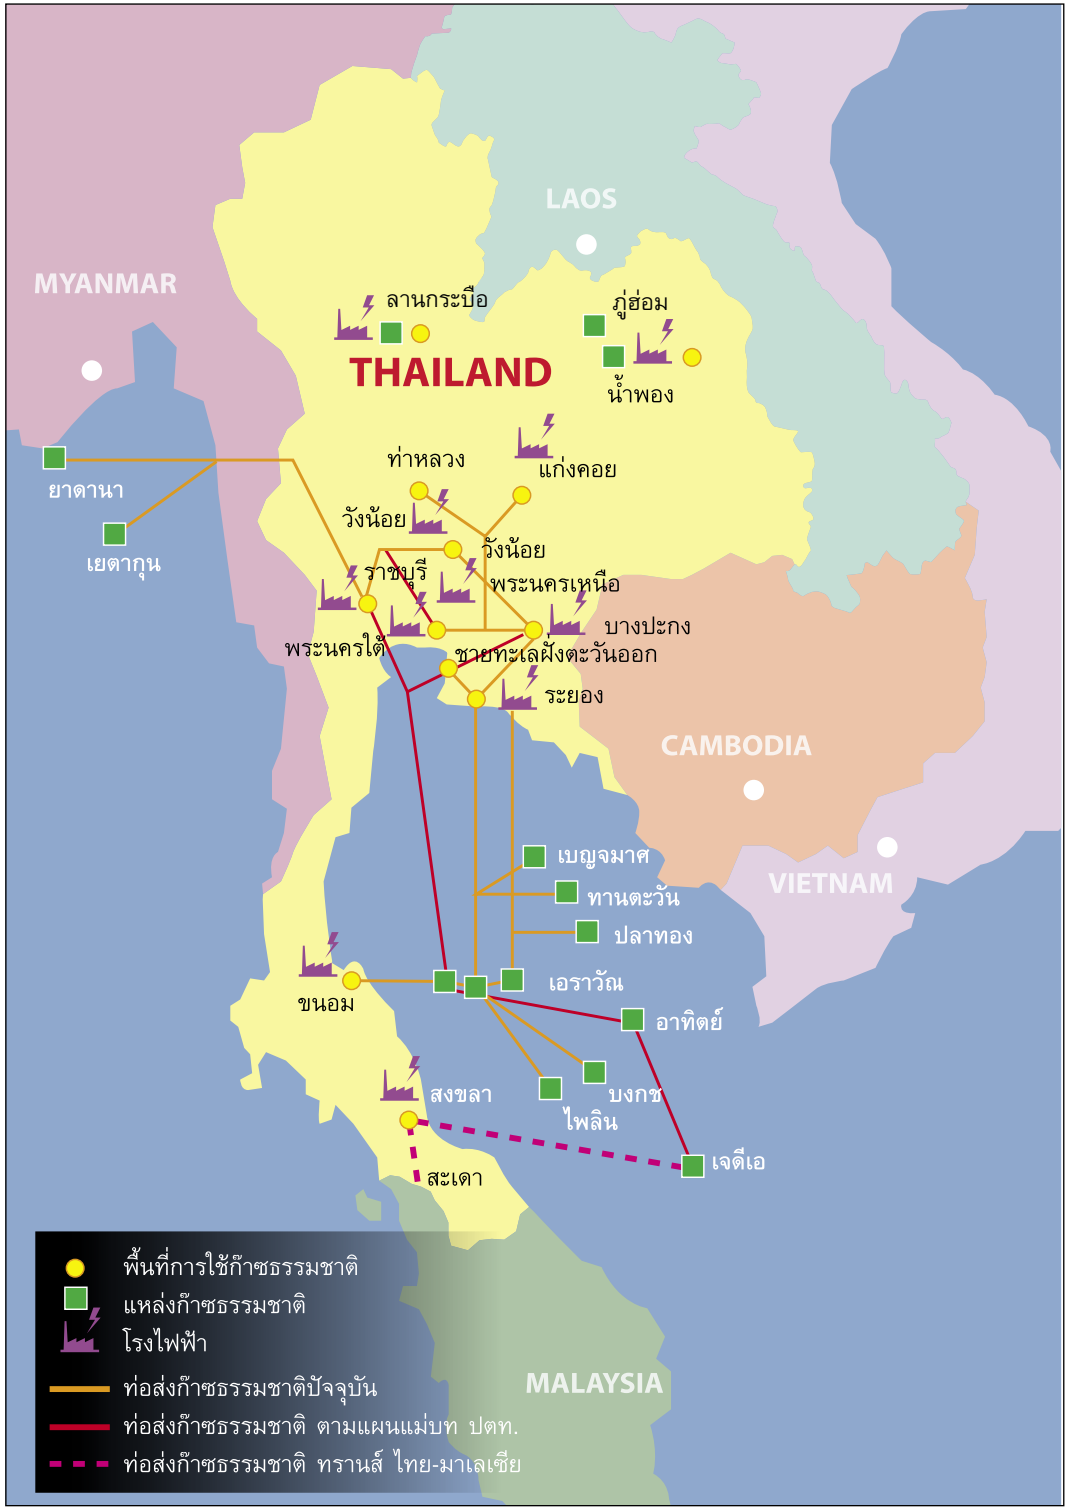 LAOS
MYANMAR
ลานกระบือ
ภู่ฮ่อม
THAILAND
น้ำพอง
ท่าหลวง
แก่งคอย
ยาดานา
วังน้อย
วังน้อย
เยตากุน
ราชบุรี
พระนครเหนือ
บางปะกง
พระนครใต้
ชายทะเลฝั่งตะวันออก
ระยอง
CAMBODIA
เบญจมาศ
VIETNAM
ทานตะวัน
ปลาทอง
เอราวัณ
ขนอม
อาทิตย์
สงขลา
บงกช
ไพลิน
เจดีเอ
สะเดา
พื้นที่การใช้ก๊าซธรรมชาติ
แหล่งก๊าซธรรมชาติ
โรงไฟฟ้า
ท่อส่งก๊าซธรรมชาติปัจจุบัน
MALAYSIA
ท่อส่งก๊าซธรรมชาติ ตามแผนแม่บท ปตท.
ท่อส่งก๊าซธรรมชาติ ทรานส์ ไทย-มาเลเซีย